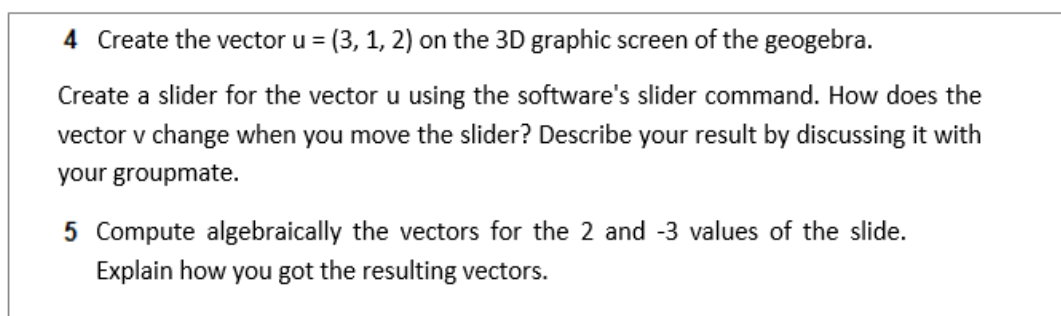 4 Create the vector u = (3, 1, 2) on the 3D graphic screen of the geogebra.
Create a slider for the vector u using the software's slider command. How does the
vector v change when you move the slider? Describe your result by discussing it with
your groupmate.
5 Compute algebraically the vectors for the 2 and -3 values of the slide.
Explain how you got the resulting vectors.